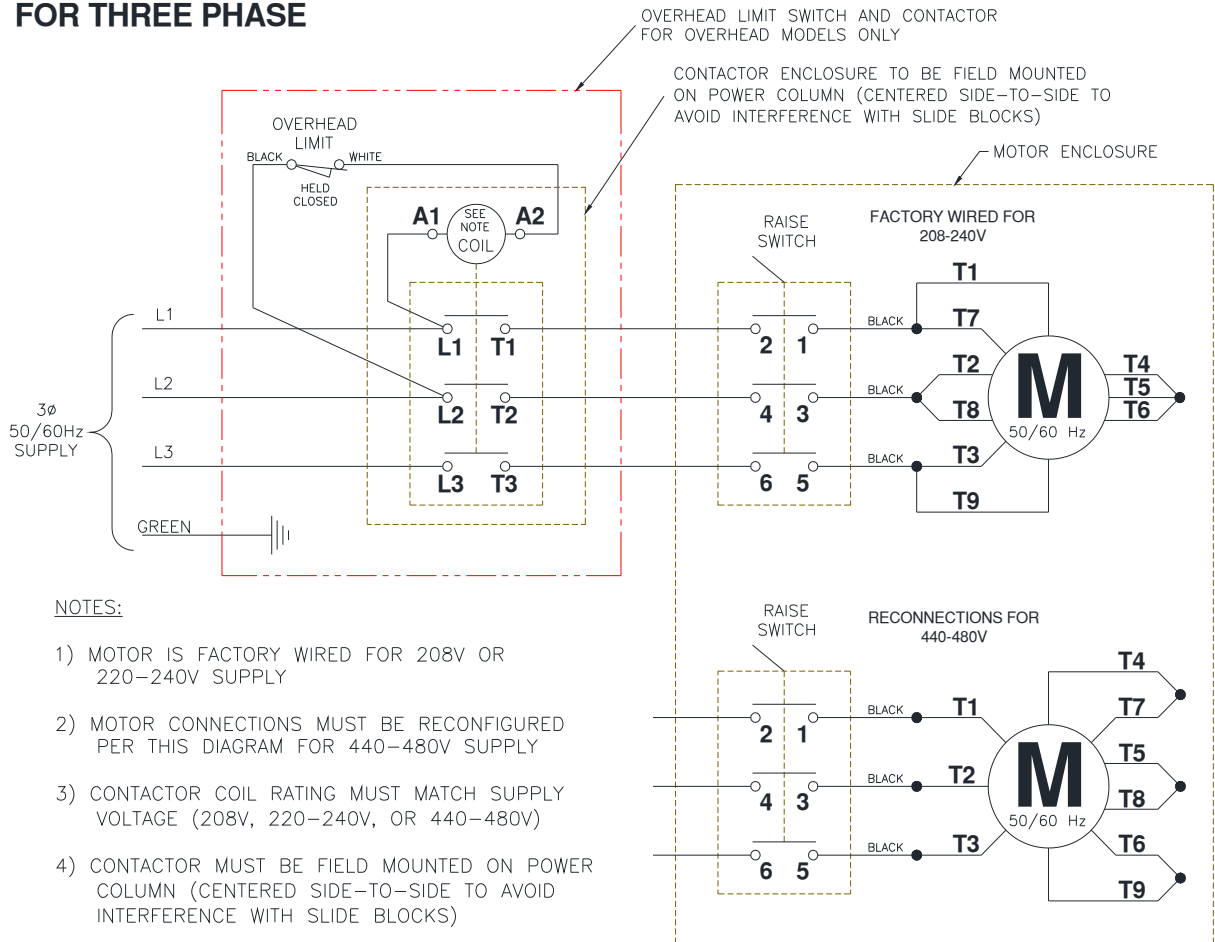 FOR THREE PHASE
OVERHEAD LIMIT SWITCH AND CONTACTOR
FOR OVERHEAD MODELS ONLY
CONTACTOR ENCLOSURE TO BE FIELD MOUNTED
ON POWER COLUMN (CENTERED SIDE-TO-SIDE TO
AVOID INTERFERENCE WITH SLIDE BLOCKS)
MOTOR ENCLOSURE
OVERHEAD
LIMIT
BLACK
WHITE
HELD
CLOSED
A1
SEE
NOTE
COIL
A2
RAISE
SWITCH
FACTORY WIRED FOR
208-240V
3ø
50/60Hz
SUPPLY
L1
L2
L3
GREEN
L1 T1
L2 T2
L3 T3
2 1
4 3
6 5
BLACK
BLACK
BLACK
T1
T7
T2
T8
T3
T9
M
50/60 Hz
T4
T5
T6
NOTES:
1) MOTOR IS FACTORY WIRED FOR 208V OR
220-240V SUPPLY
2) MOTOR CONNECTIONS MUST BE RECONFIGURED
PER THIS DIAGRAM FOR 440-480V SUPPLY
3) CONTACTOR COIL RATING MUST MATCH SUPPLY
VOLTAGE (208V, 220-240V, OR 440-480V)
4) CONTACTOR MUST BE FIELD MOUNTED ON POWER
COLUMN (CENTERED SIDE-TO-SIDE TO AVOID
INTERFERENCE WITH SLIDE BLOCKS)
RAISE
SWITCH
RECONNECTIONS FOR
440-480V
2 1
4 3
6 5
BLACK
BLACK
BLACK
T1
T2
T3
M
50/60 Hz
T4
T7
T5
T8
T6
T9